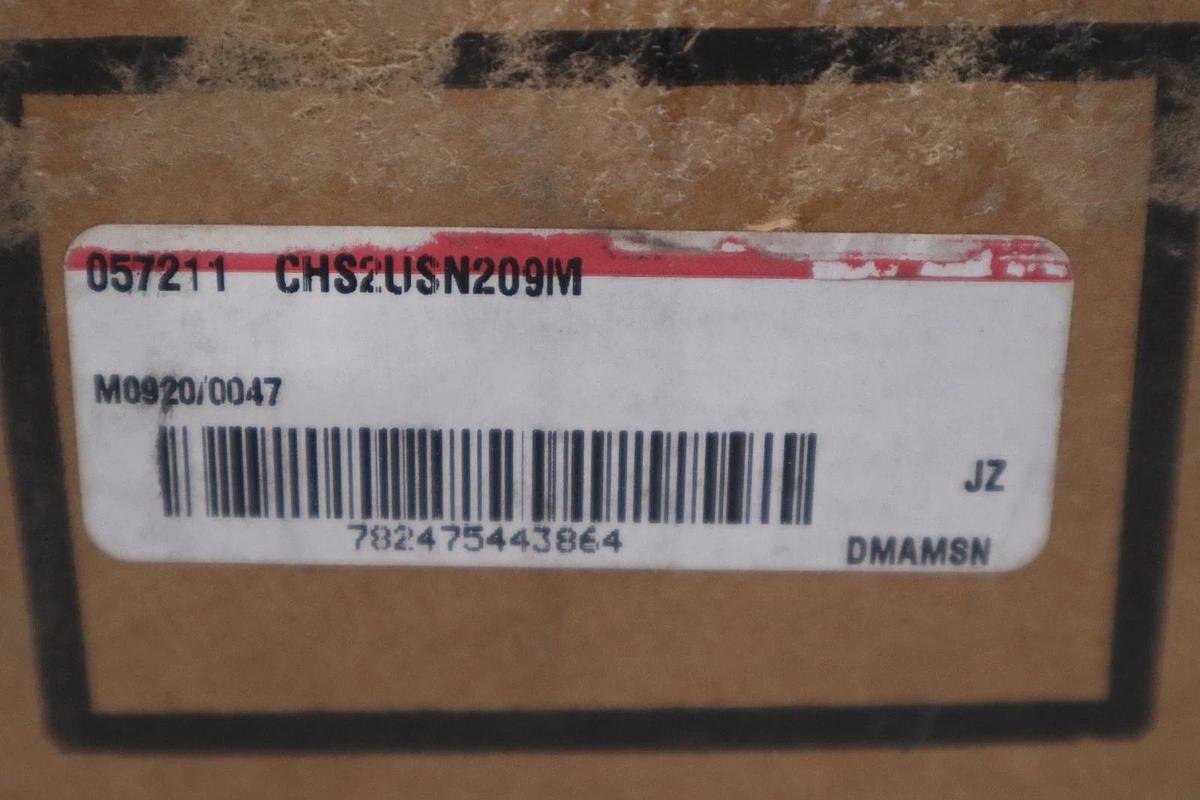 057211 CHS2USN209M
M0920/0047
782475443864
JZ
DMAMSN